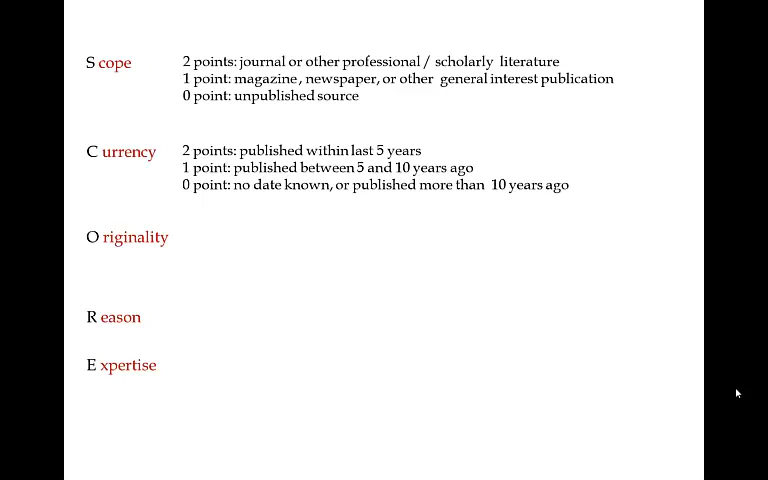 S cope 2 points: journal or other professional / scholarly literature
1 point: magazine, newspaper, or other general interest publication
0 point: unpublished source
C urrency 2 points: published within last 5 years
1 point: published between 5 and 10 years ago
0 point: no date known, or published more than 10 years ago
O riginality
R eason
E xpertise